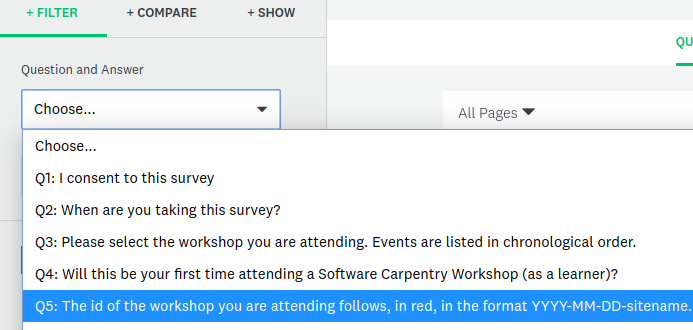 + FILTER + COMPARE + SHOW
QU
Question and Answer
Choose...
All Pages
Choose...
Q1: I consent to this survey
Q2: When are you taking this survey?
Q3: Please select the workshop you are attending. Events are listed in chronological order.
Q4: Will this be your first time attending a Software Carpentry Workshop (as a learner)?
Q5: The id of the workshop you are attending follows, in red, in the format YYYY-MM-DD-sitename.